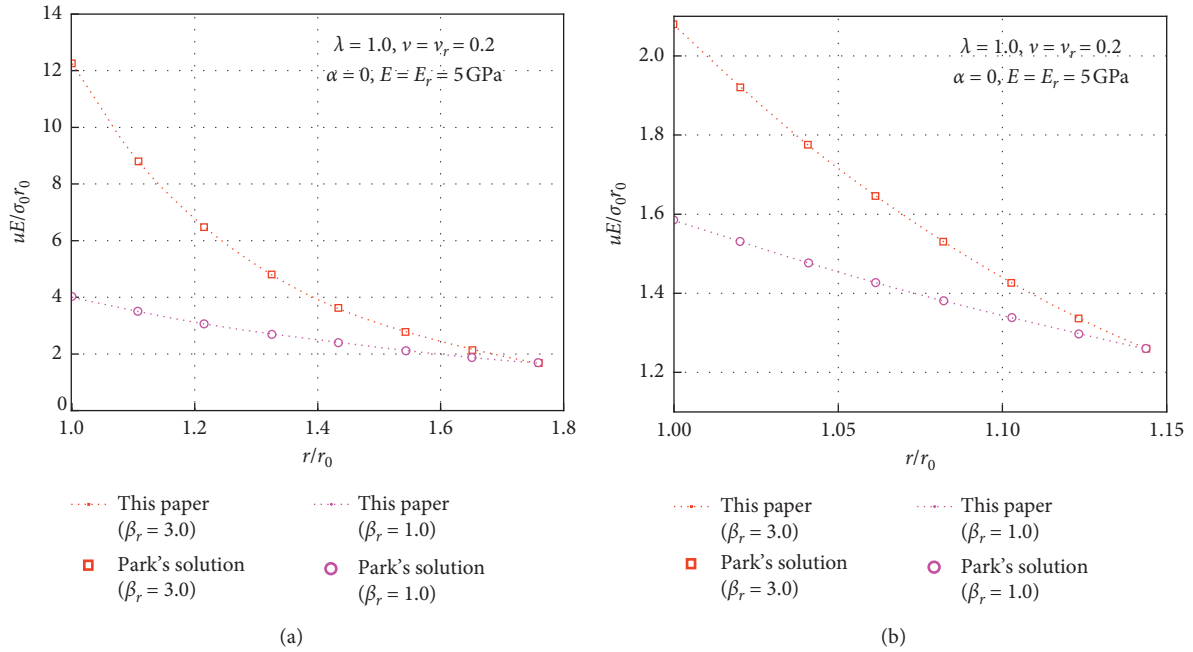 14
12
10
8
6
4
2
0
uE/σ₀r₀
λ = 1.0, ν = νᵣ = 0.2
α = 0, E = Eᵣ = 5 GPa
1.0
1.2
1.4
1.6
1.8
r/r₀
This paper
(βᵣ = 3.0)
This paper
(βᵣ = 1.0)
Park's solution
(βᵣ = 3.0)
Park's solution
(βᵣ = 1.0)
(a)
2.0
1.8
1.6
1.4
1.2
uE/σ₀r₀
λ = 1.0, ν = νᵣ = 0.2
α = 0, E = Eᵣ = 5 GPa
1.00
1.05
1.10
1.15
r/r₀
This paper
(βᵣ = 3.0)
This paper
(βᵣ = 1.0)
Park's solution
(βᵣ = 3.0)
Park's solution
(βᵣ = 1.0)
(b)